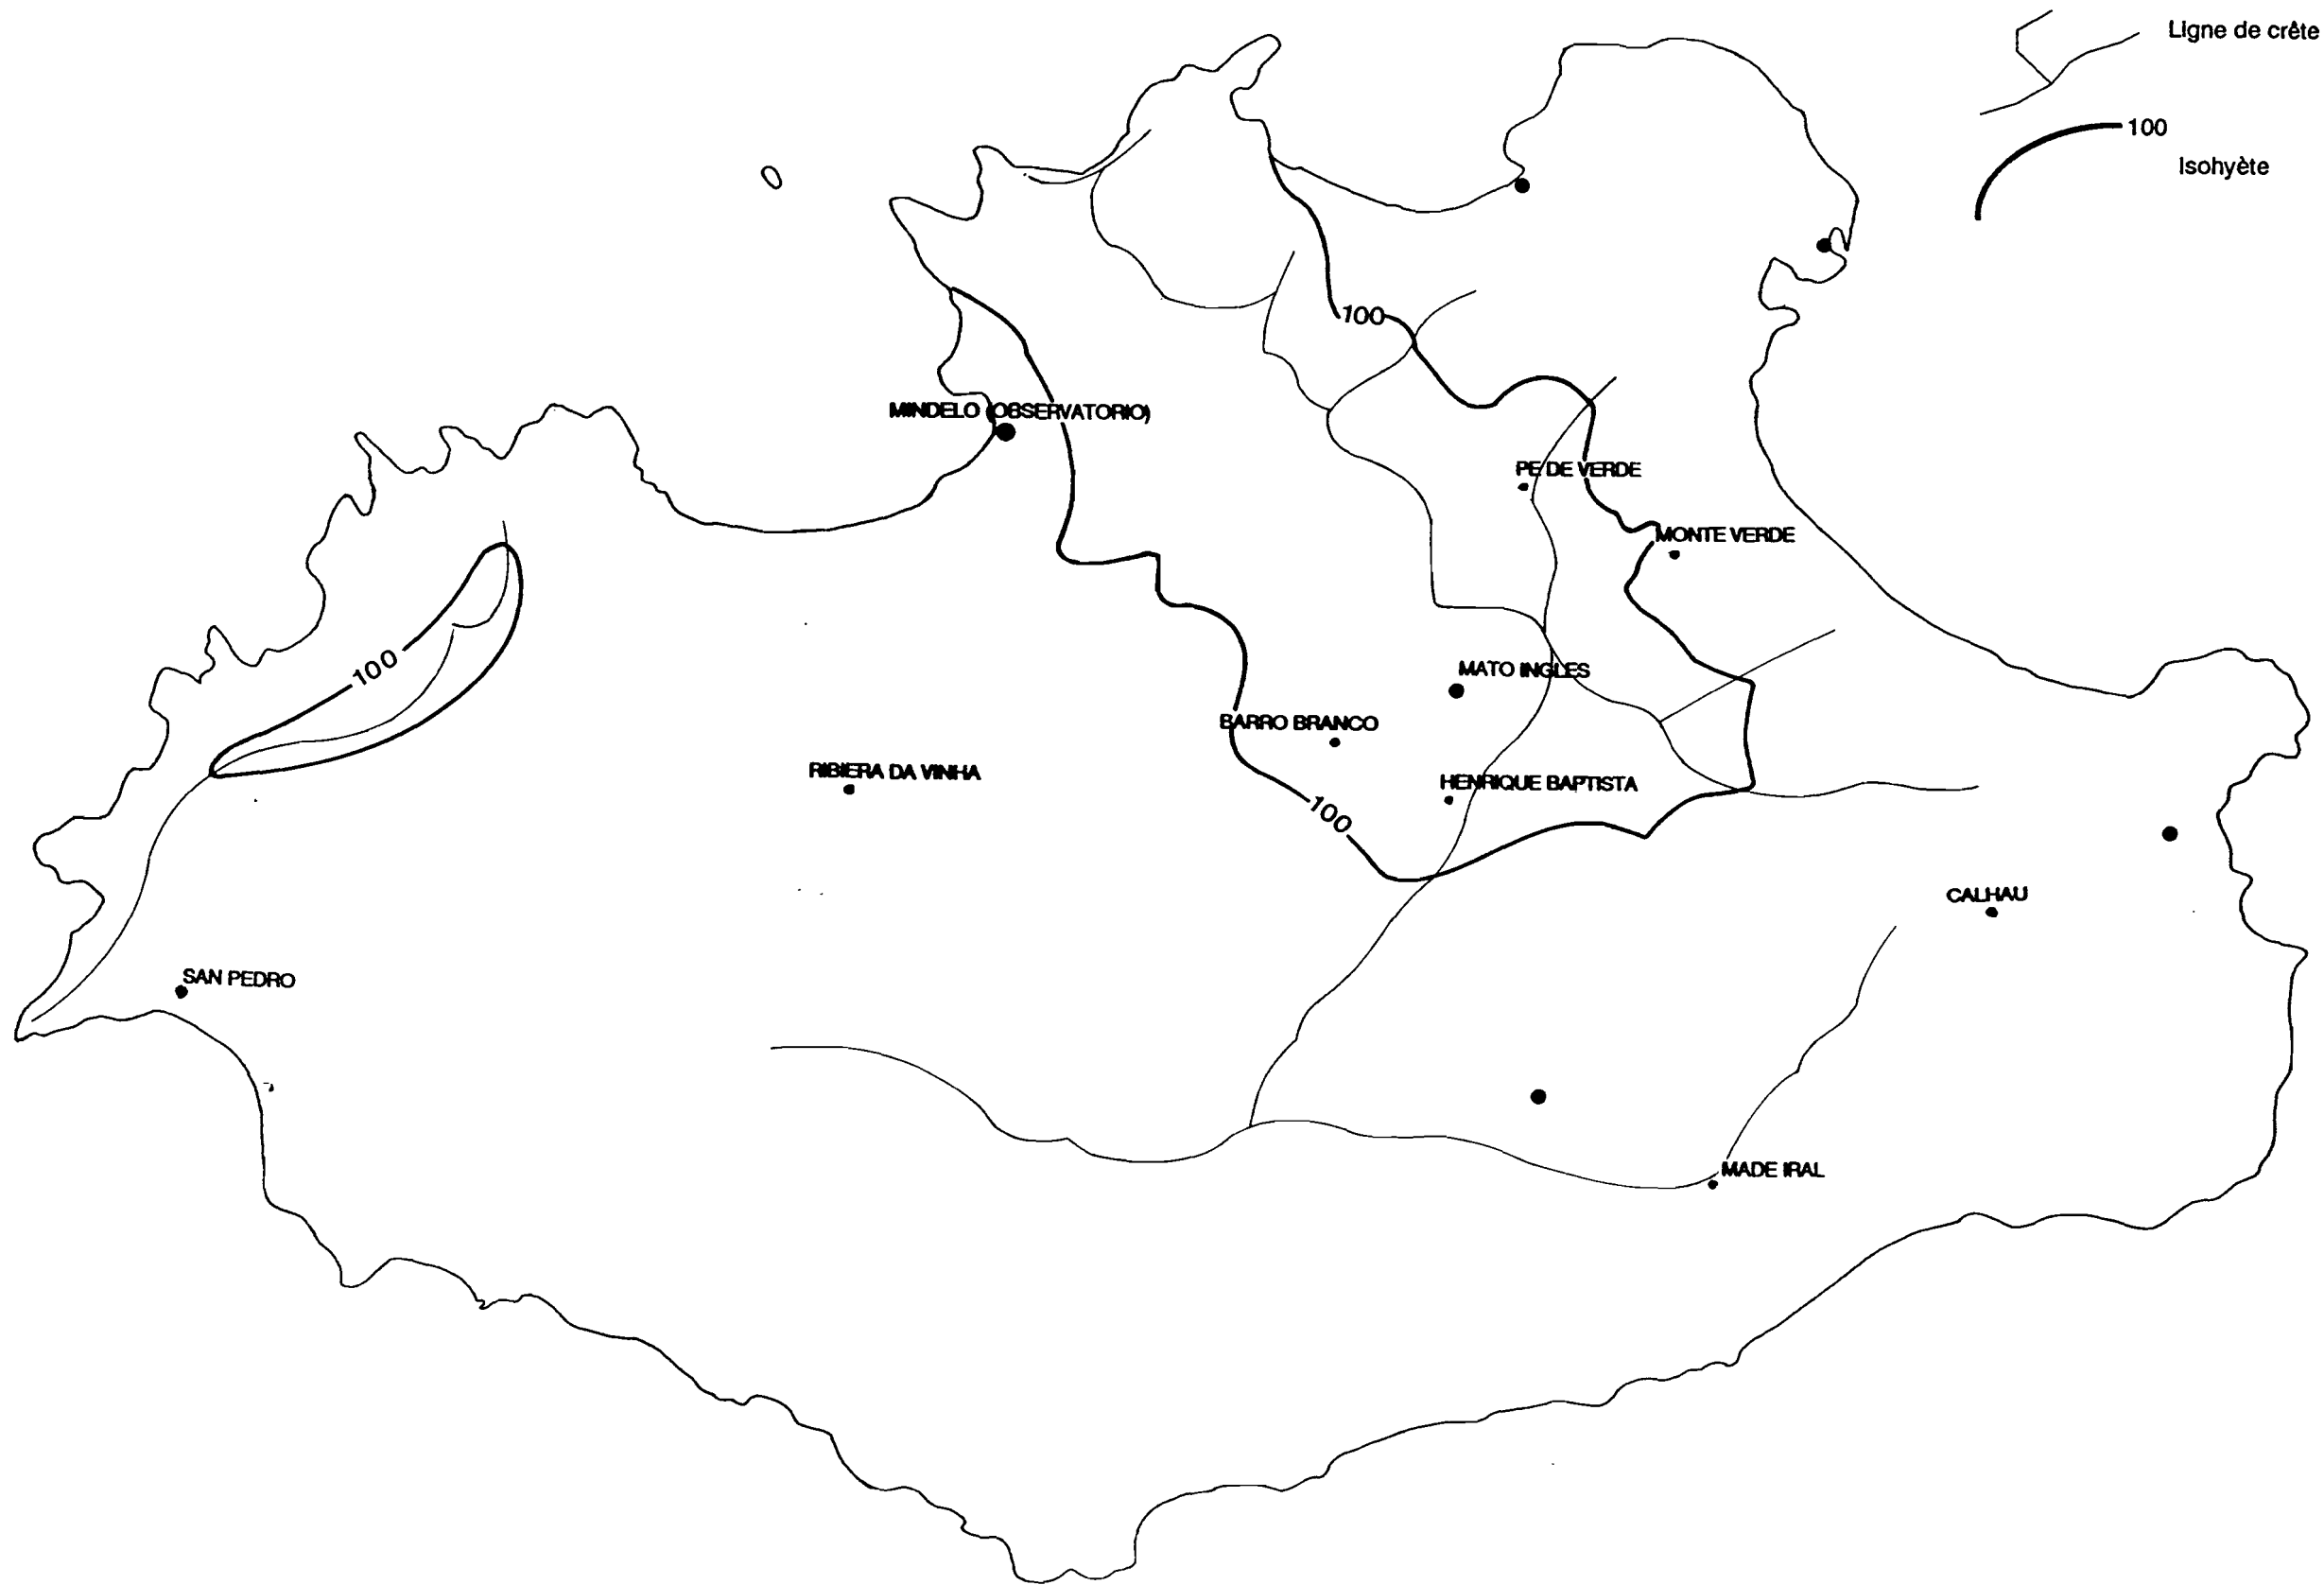 Ligne de crête
100
Isohyète
100
MINDELO (OBSERVATORIO)
PE DE VERDE
MONTE VERDE
100
MATO INGLES
BARRO BRANCO
RIBIERA DA VINHA
HENRIQUE BAPTISTA
100
CALHAU
SAN PEDRO
MADE IRAL